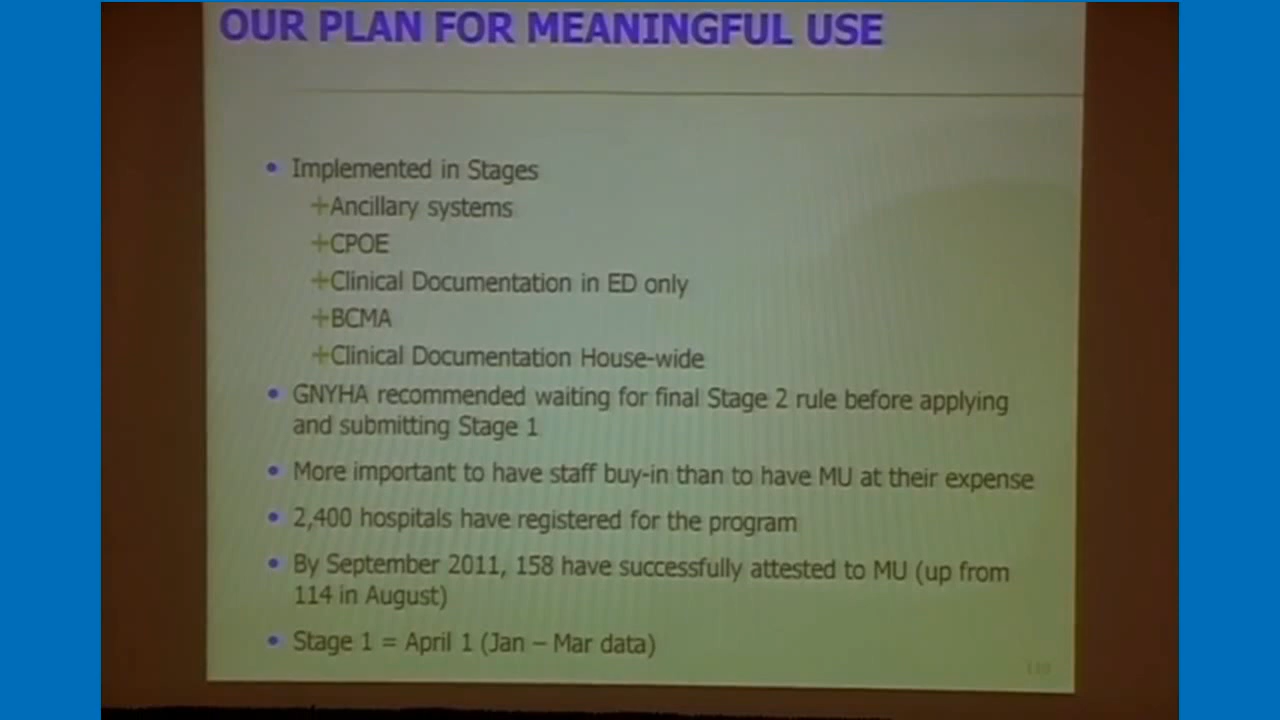 OUR PLAN FOR MEANINGFUL USE
• Implemented in Stages
+Ancillary systems
+CPOE
+Clinical Documentation in ED only
+BCMA
+Clinical Documentation House-wide
• GNYHA recommended waiting for final Stage 2 rule before applying
and submitting Stage 1
• More important to have staff buy-in than to have MU at their expense
• 2,400 hospitals have registered for the program
• By September 2011, 158 have successfully attested to MU (up from
114 in August)
• Stage 1 = April 1 (Jan – Mar data)